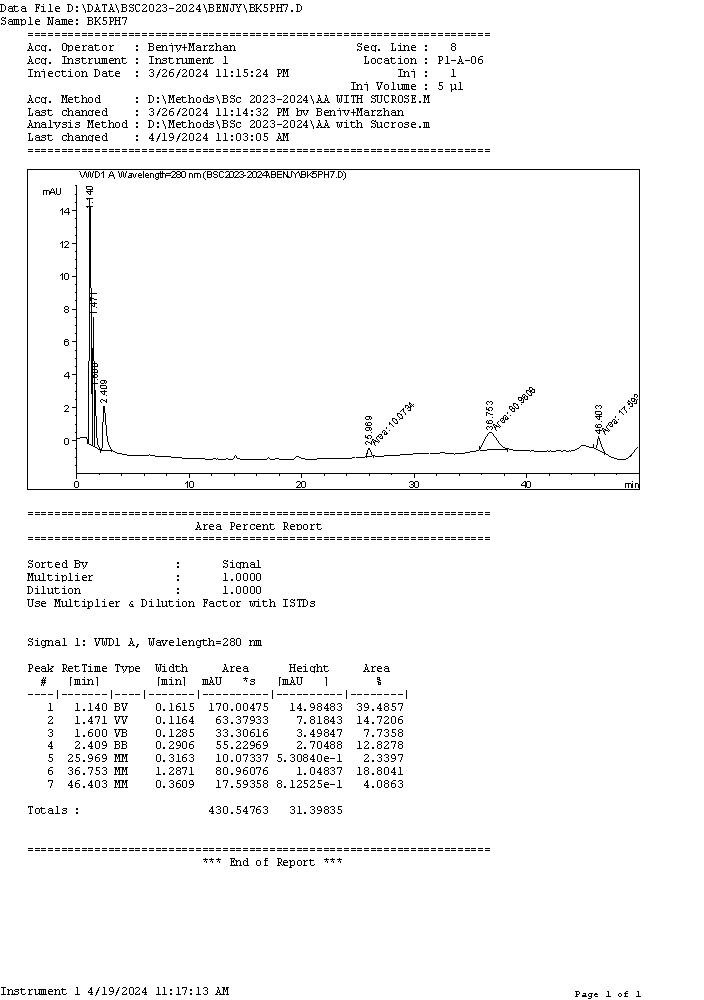 Data File D:\DATA\BSC2023-2024\BENJY\BK5PH7.D
Sample Name: BK5PH7
=====================================================================
Acq. Operator   : Benjy+Marzhan                 Seq. Line :   8
Acq. Instrument : Instrument 1                   Location : P1-A-06
Injection Date  : 3/26/2024 11:15:24 PM               Inj :   1
Inj Volume : 5 µl
Acq. Method     : D:\Methods\BSc 2023-2024\AA WITH SUCROSE.M
Last changed    : 3/26/2024 11:14:32 PM by Benjy+Marzhan
Analysis Method : D:\Methods\BSc 2023-2024\AA with Sucrose.m
Last changed    : 4/19/2024 11:03:05 AM
=====================================================================
VWD1 A, Wavelength=280 nm (BSC2023-2024\BENJY\BK5PH7.D)
mAU
14
12
10
8
6
4
2
0
1.140
1.471
1.600
2.409
25.969
Area: 10.0734
36.753
Area: 80.9608
46.403
Area: 17.593
0 10 20 30 40 min
=====================================================================
Area Percent Report
=====================================================================
Sorted By             :      Signal
Multiplier            :      1.0000
Dilution              :      1.0000
Use Multiplier & Dilution Factor with ISTDs
Signal 1: VWD1 A, Wavelength=280 nm
Peak RetTime Type  Width     Area      Height     Area
#   [min]        [min]  mAU   *s   [mAU   ]      %
----|-------|----|-------|----------|----------|--------|
1   1.140 BV    0.1615  170.00475   14.98483  39.4857
2   1.471 VV    0.1164   63.37933    7.81843  14.7206
3   1.600 VB    0.1285   33.30616    3.49847   7.7358
4   2.409 BB    0.2906   55.22969    2.70488  12.8278
5  25.969 MM    0.3163   10.07337 5.30840e-1   2.3397
6  36.753 MM    1.2871   80.96076    1.04837  18.8041
7  46.403 MM    0.3609   17.59358 8.12525e-1   4.0863
Totals :                   430.54763   31.39835
=====================================================================
*** End of Report ***
Instrument 1 4/19/2024 11:17:13 AM
Page 1 of 1